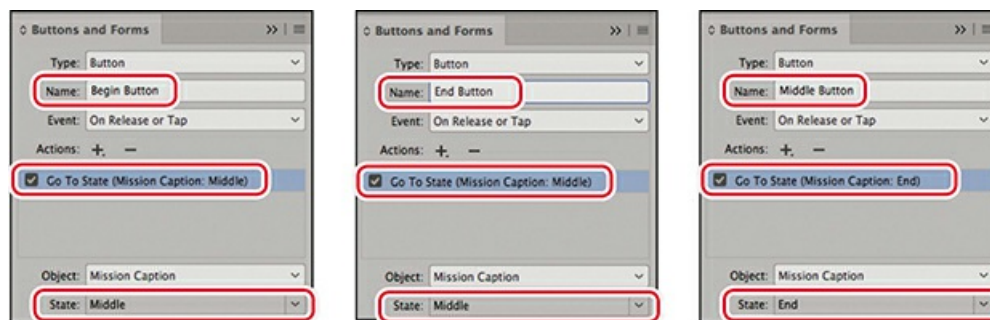 Buttons and Forms
Type: Button
Name: Begin Button
Event: On Release or Tap
Actions:
Go To State (Mission Caption: Middle)
Object: Mission Caption
State: Middle
Buttons and Forms
Type: Button
Name: End Button
Event: On Release or Tap
Actions:
Go To State (Mission Caption: Middle)
Object: Mission Caption
State: Middle
Buttons and Forms
Type: Button
Name: Middle Button
Event: On Release or Tap
Actions:
Go To State (Mission Caption: End)
Object: Mission Caption
State: End